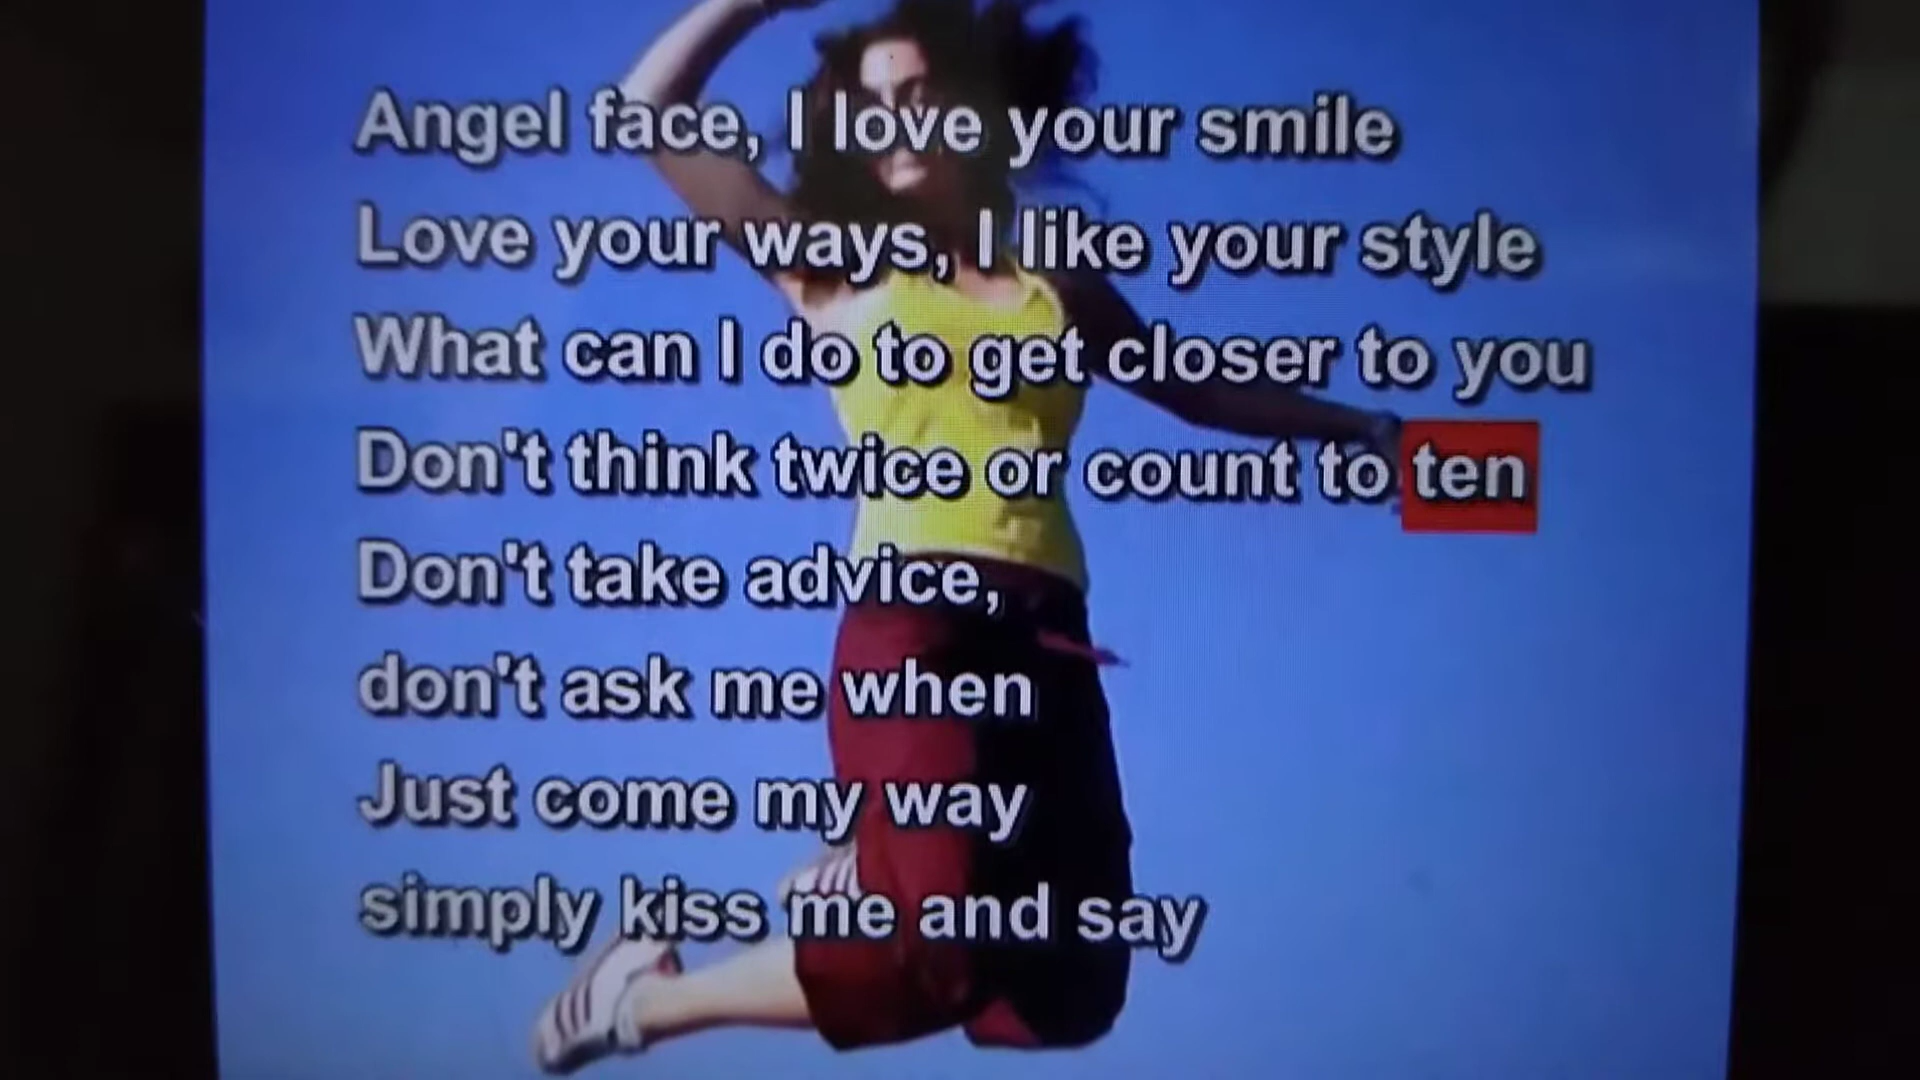 Angel face, I love your smile
Love your ways, I like your style
What can I do to get closer to you
Don't think twice or count to ten
Don't take advice,
don't ask me when
Just come my way
simply kiss me and say